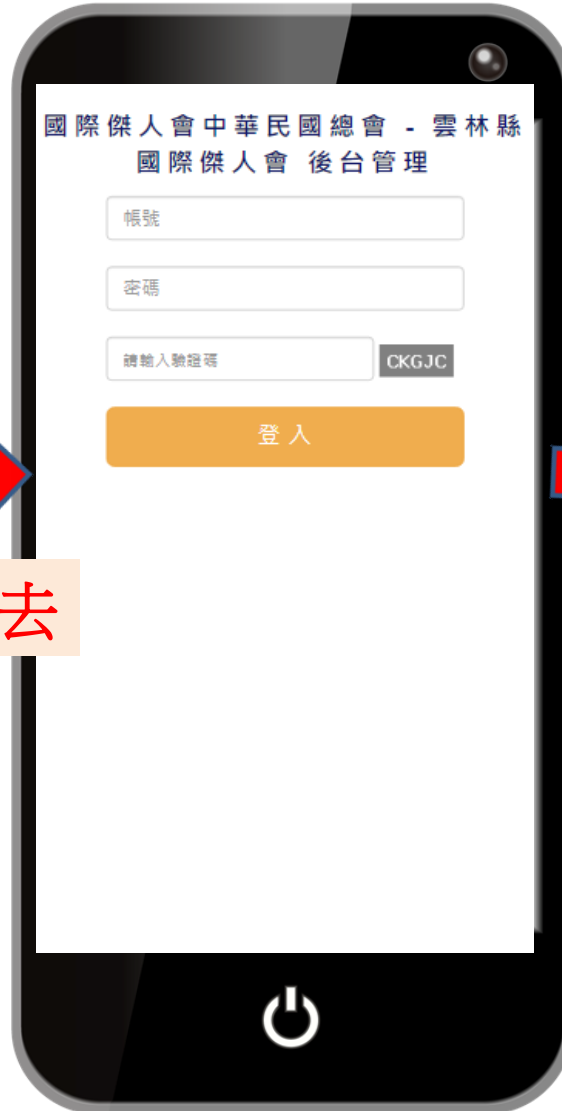 國際傑人會中華民國總會 - 雲林縣
國際傑人會 後台管理
帳號
密碼
請輸入驗證碼
CKGJC
登入
去